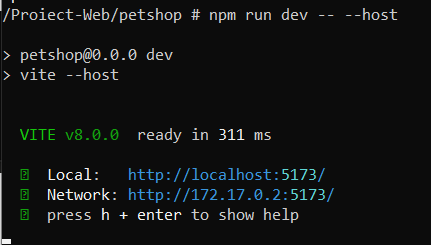 /Proiect-Web/petshop # npm run dev -- --host
> petshop@0.0.0 dev
> vite --host
VITE v8.0.0 ready in 311 ms
Local: http://localhost:5173/
Network: http://172.17.0.2:5173/
press h + enter to show help